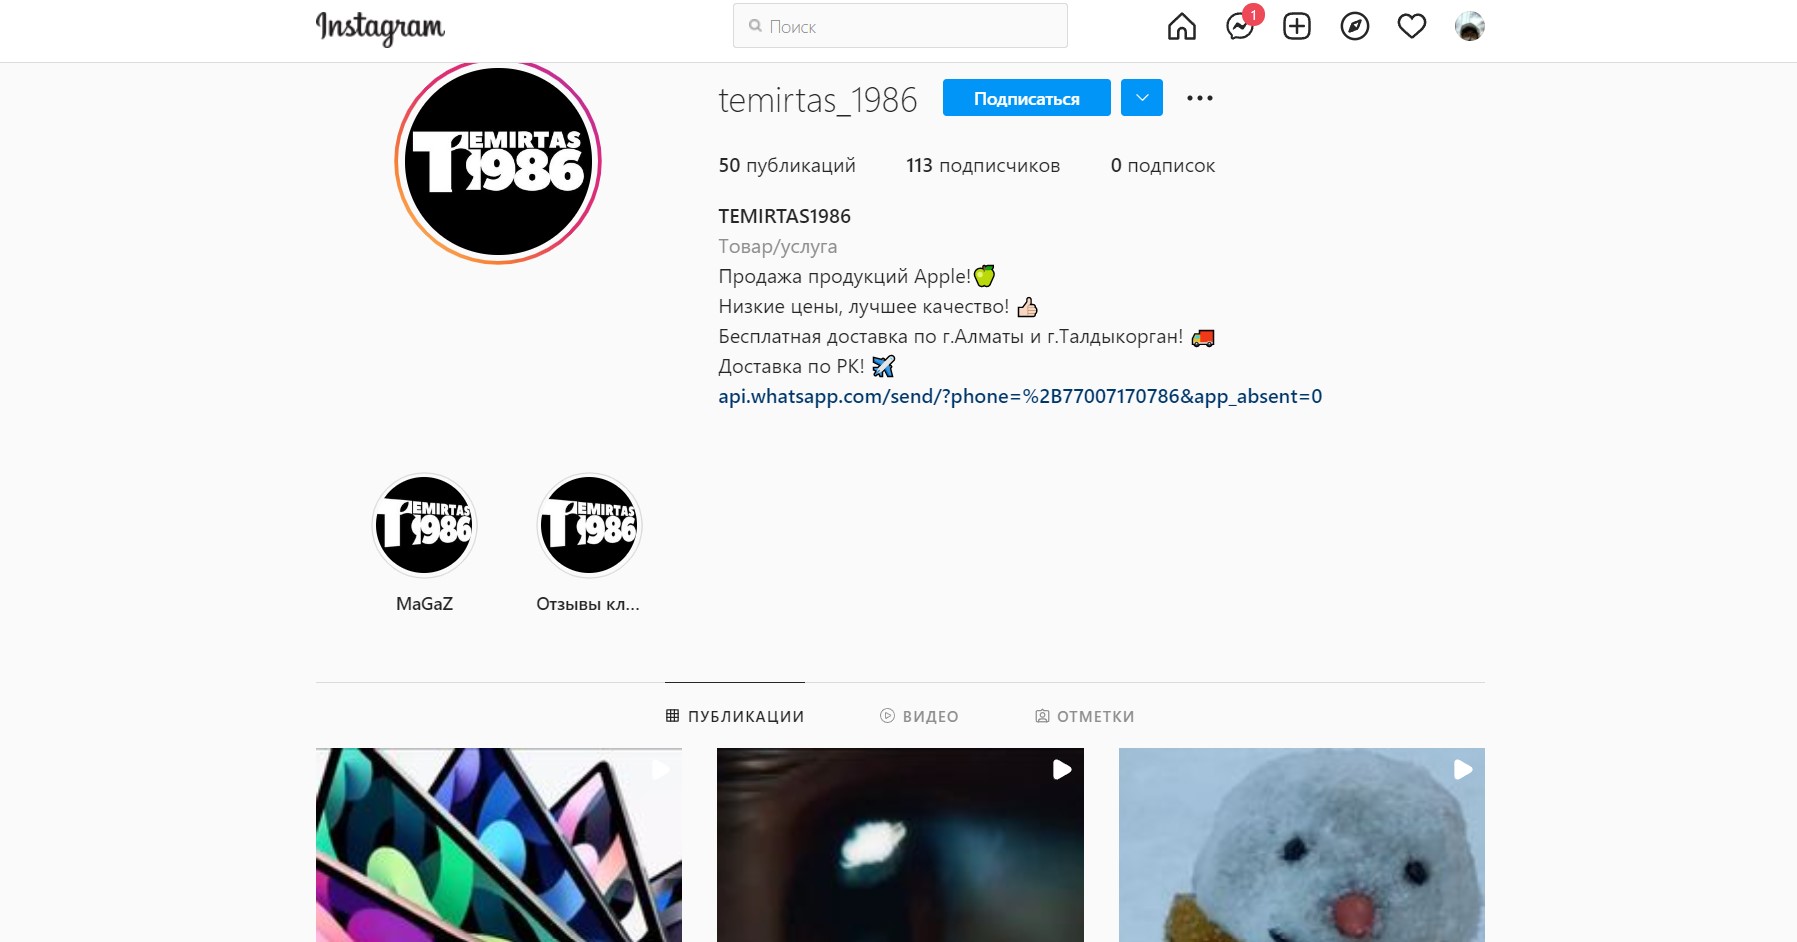 Instagram
Поиск
1
TEMIRTAS
1986
temirtas_1986
Подписаться
50 публикаций 113 подписчиков 0 подписок
TEMIRTAS1986
Товар/услуга
Продажа продукций Apple!🍏
Низкие цены, лучшее качество! 👍🏻
Бесплатная доставка по г.Алматы и г.Талдыкорган! 🚚
Доставка по РК! ✈️
api.whatsapp.com/send/?phone=%2B77007170786&app_absent=0
TEMIRTAS
1986
TEMIRTAS
1986
MaGaZ
Отзывы кл...
ПУБЛИКАЦИИ
ВИДЕО
ОТМЕТКИ